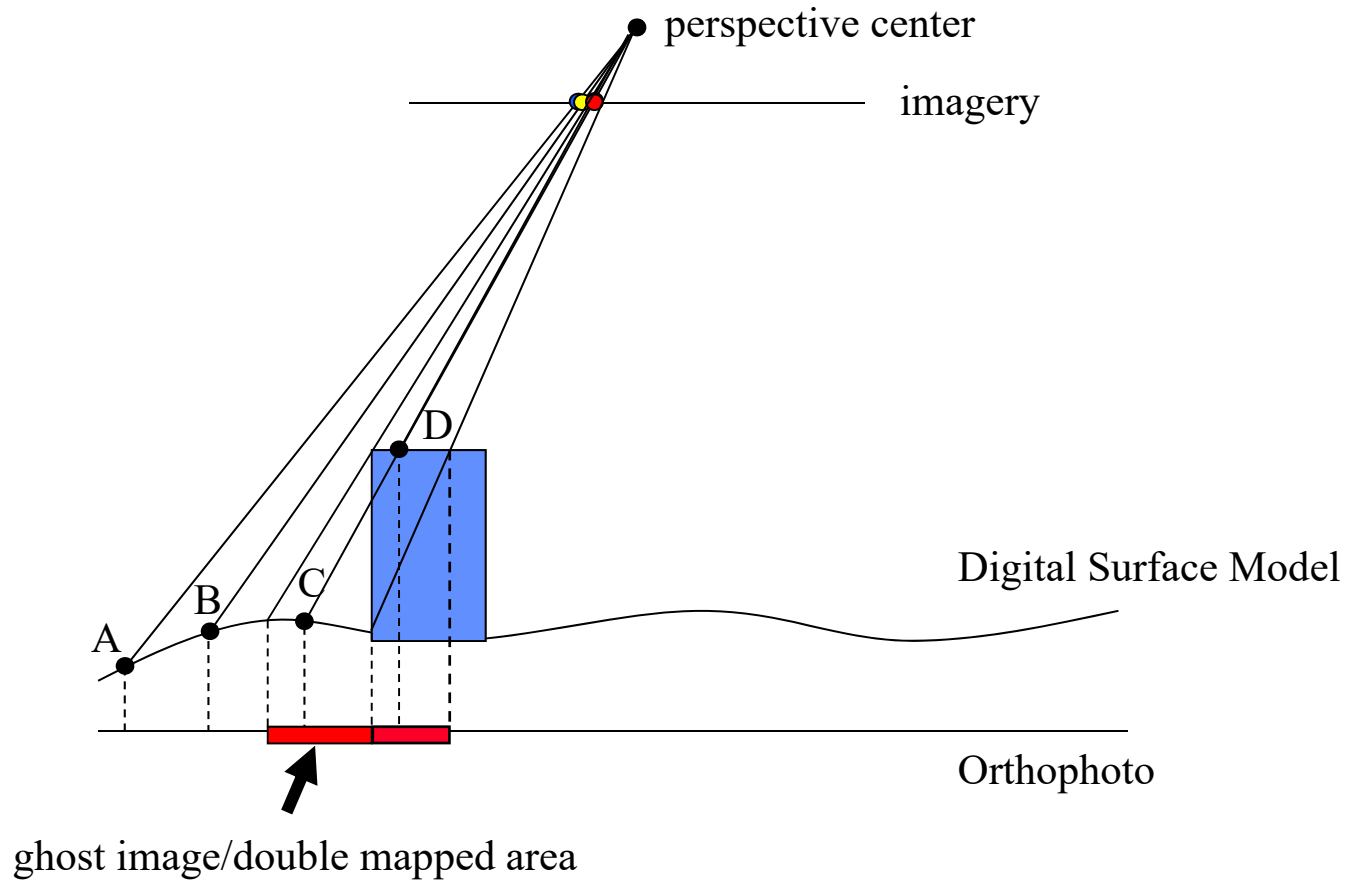 perspective center
imagery
D
C
B
A
Digital Surface Model
Orthophoto
ghost image/double mapped area